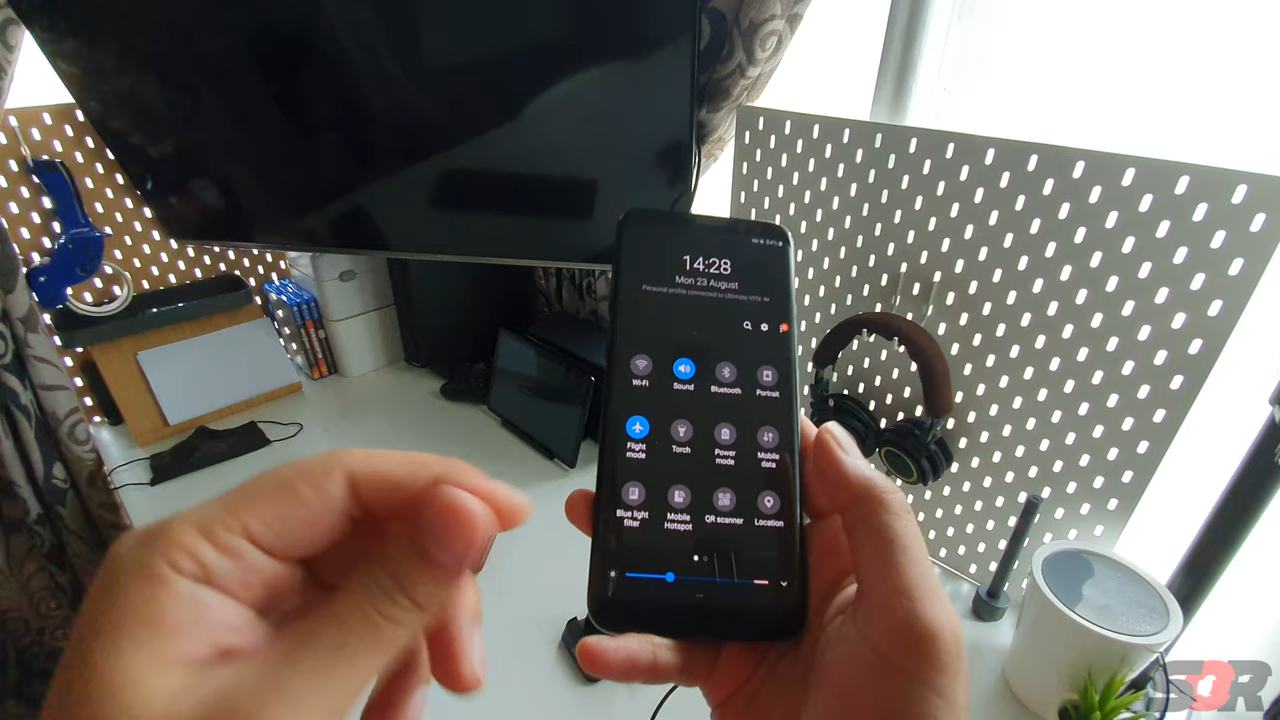 84%
14:28
Mon 23 August
Personal profile connected to Ultimate VPN
Wi-Fi
Sound
Bluetooth
Portrait
Flight
mode
Torch
Power
mode
Mobile
data
Blue light
filter
Mobile
Hotspot
QR scanner
Location